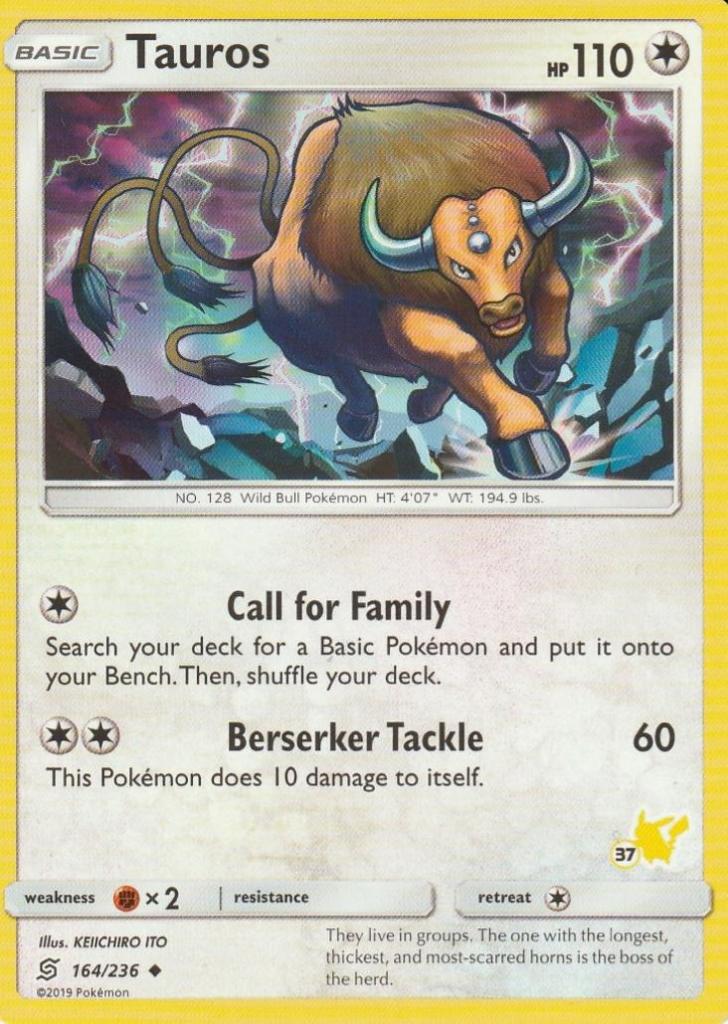 BASIC Tauros HP 110
NO. 128 Wild Bull Pokémon HT: 4'07" WT: 194.9 lbs.
Call for Family
Search your deck for a Basic Pokémon and put it onto
your Bench. Then, shuffle your deck.
Berserker Tackle 60
This Pokémon does 10 damage to itself.
37
weakness × 2 resistance retreat
Illus. KEIICHIRO ITO
164/236
©2019 Pokémon
They live in groups. The one with the longest,
thickest, and most-scarred horns is the boss of
the herd.